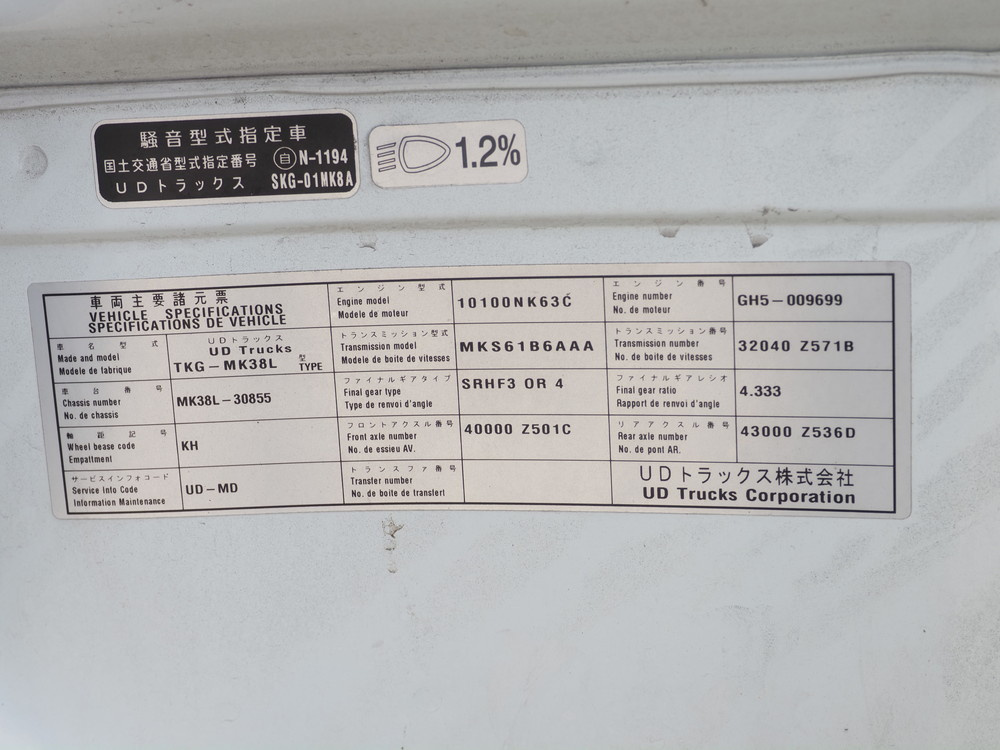 騒音型式指定車
国土交通省型式指定番号 自 N-1194
UDトラックス SKG-01MK8A
1.2%
車両主要諸元票
VEHICLE SPECIFICATIONS
SPECIFICATIONS DE VEHICLE
車名型式
Made and model
Modele de fabrique
UDトラックス
UD Trucks
TKG-MK38L 型 TYPE
車台番号
Chassis number
No. de chassis
MK38L-30855
軸距記号
Wheel bease code
Empattment
KH
サービスインフォコード
Service Info Code
Information Maintenance
UD-MD
エンジン型式
Engine model
Modele de moteur
10100NK63C
トランスミッション型式
Transmission model
Modele de boite de vitesses
MKS61B6AAA
ファイナルギアタイプ
Final gear type
Type de renvoi d'angle
SRHF3 OR 4
フロントアクスル番号
Front axle number
No. de essieu AV.
40000 Z501C
トランスファ番号
Transfer number
No. de boite de transfert
エンジン番号
Engine number
No. de moteur
GH5-009699
トランスミッション番号
Transmission number
No. de boite de vitesses
32040 Z571B
ファイナルギアレシオ
Final gear ratio
Rapport de renvoi d'angle
4.333
リアアクスル番号
Rear axle number
No. de pont AR.
43000 Z536D
UDトラックス株式会社
UD Trucks Corporation